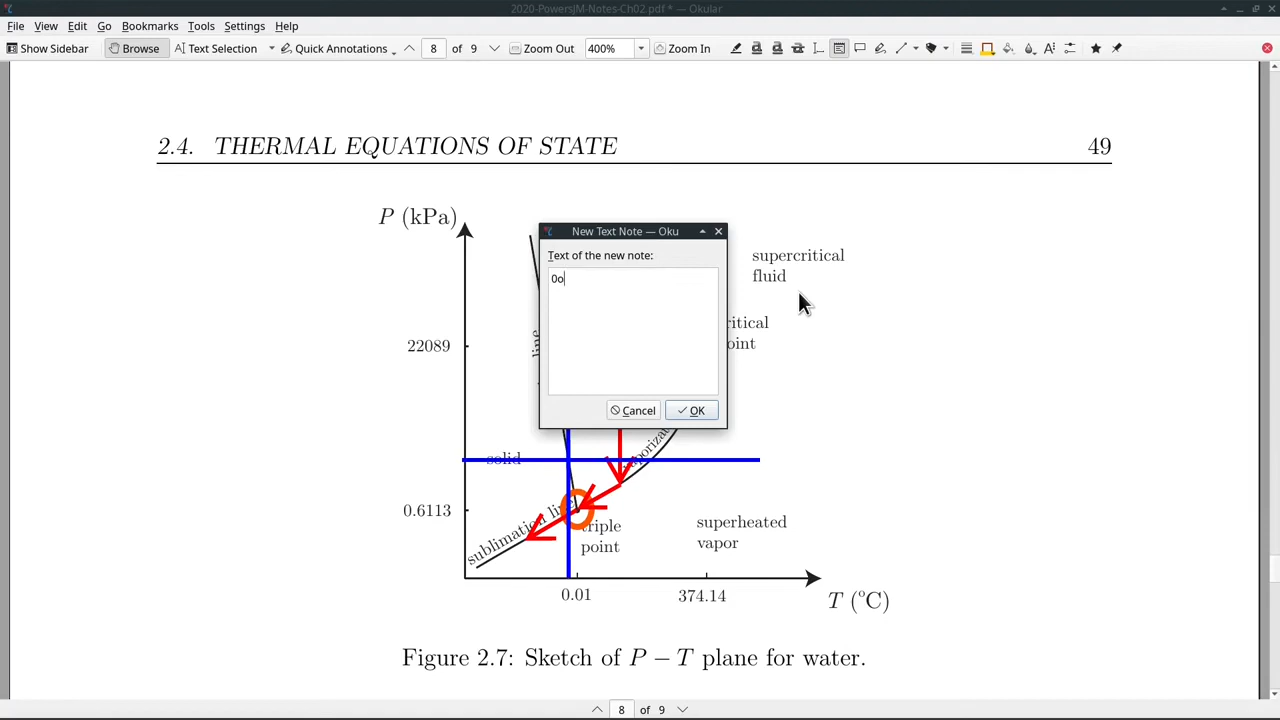 2020-PowersJM-Notes-Ch02.pdf * — Okular
File View Edit Go Bookmarks Tools Settings Help
Show Sidebar Browse Text Selection Quick Annotations 8 of 9 Zoom Out 400% Zoom In
2.4. THERMAL EQUATIONS OF STATE 49
P (kPa)
New Text Note — Oku
Text of the new note:
0o
Cancel OK
supercritical
fluid
22089
line
solid
0.6113
sublimation line
triple
point
superheated
vapor
0.01
374.14
T (°C)
Figure 2.7: Sketch of P − T plane for water.
8 of 9